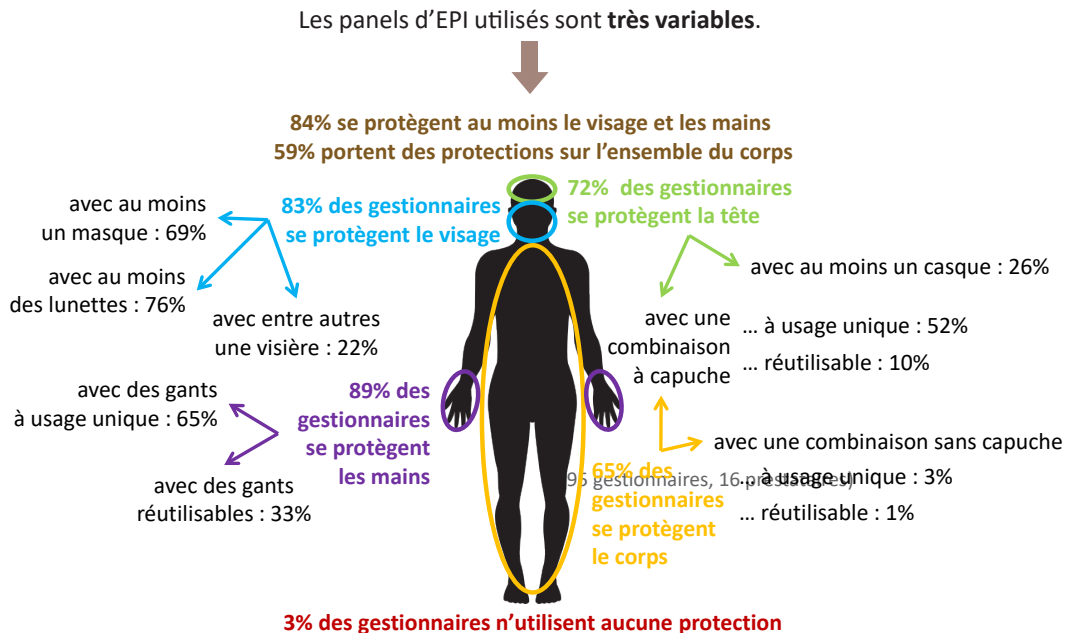 Les panels d’EPI utilisés sont très variables.
84% se protègent au moins le visage et les mains
59% portent des protections sur l’ensemble du corps
72% des gestionnaires
se protègent la tête
avec au moins un casque : 26%
avec une
combinaison
à capuche
... à usage unique : 52%
... réutilisable : 10%
83% des gestionnaires
se protègent le visage
avec au moins
un masque : 69%
avec au moins
des lunettes : 76%
avec entre autres
une visière : 22%
89% des
gestionnaires
se protègent
les mains
avec des gants
à usage unique : 65%
avec des gants
réutilisables : 33%
65% des
gestionnaires
se protègent
le corps
avec une combinaison sans capuche
... à usage unique : 3%
... réutilisable : 1%
95 gestionnaires, 16 prestataires)
3% des gestionnaires n’utilisent aucune protection